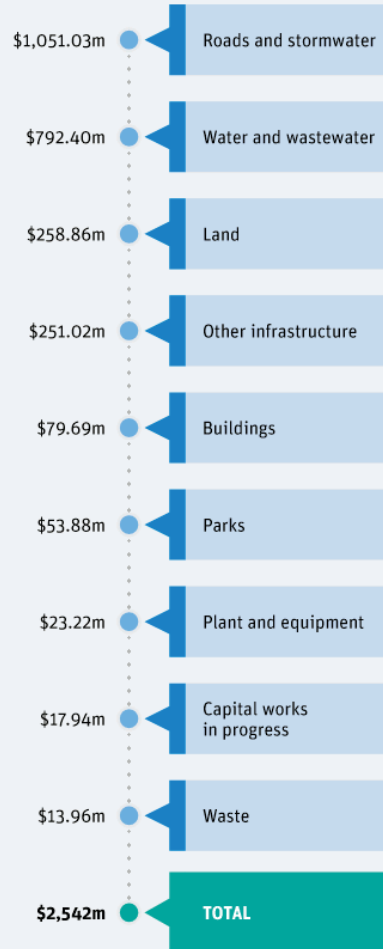 $1,051.03m Roads and stormwater
$792.40m Water and wastewater
$258.86m Land
$251.02m Other infrastructure
$79.69m Buildings
$53.88m Parks
$23.22m Plant and equipment
$17.94m Capital works
in progress
$13.96m Waste
$2,542m TOTAL